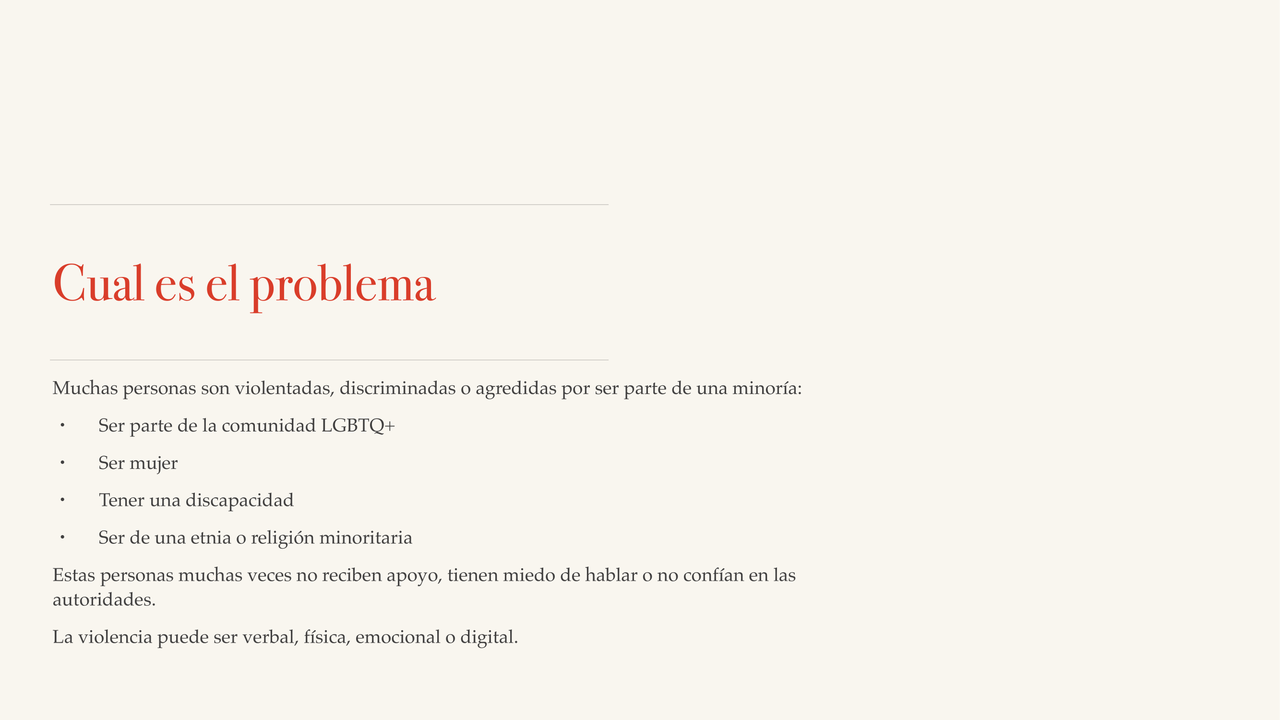 Cual es el problema
Muchas personas son violentadas, discriminadas o agredidas por ser parte de una minoría:
• Ser parte de la comunidad LGBTQ+
• Ser mujer
• Tener una discapacidad
• Ser de una etnia o religión minoritaria
Estas personas muchas veces no reciben apoyo, tienen miedo de hablar o no confían en las
autoridades.
La violencia puede ser verbal, física, emocional o digital.